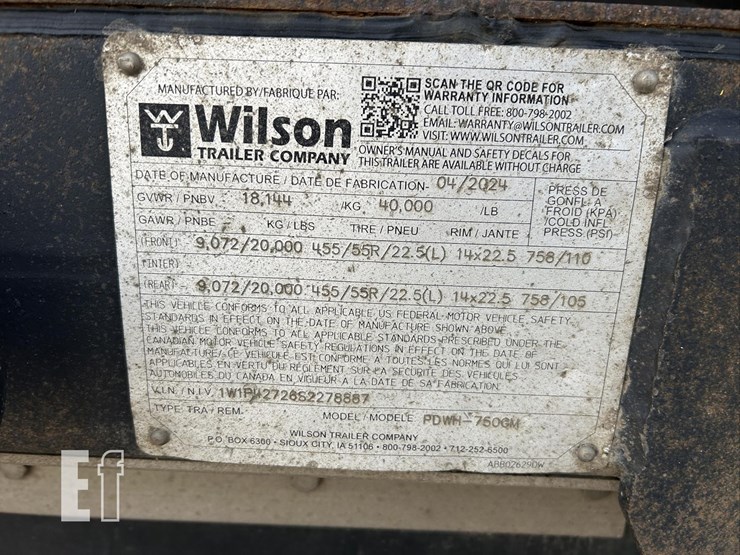 MANUFACTURED BY/FABRIQUE PAR:
Wilson
TRAILER COMPANY
SCAN THE QR CODE FOR
WARRANTY INFORMATION
CALL TOLL FREE: 800-798-2002
EMAIL: WARRANTY@WILSONTRAILER.COM
VISIT: WWW.WILSONTRAILER.COM
OWNER'S MANUAL AND SAFETY DECALS FOR
THIS TRAILER ARE AVAILABLE WITHOUT CHARGE
DATE OF MANUFACTURE / DATE DE FABRICATION 04/2024
GVWR / PNBV 18,144 /KG 40,000 /LB
PRESS DE
GONFL A
FROID (KPA)
COLD INFL
PRESS (PSI)
GAWR / PNBE KG / LBS TIRE / PNEU RIM / JANTE
(FRONT) 9,072/20,000 455/55R/22.5(L) 14x22.5 758/110
(INTER)
(REAR) 9,072/20,000 455/55R/22.5(L) 14x22.5 758/105
THIS VEHICLE CONFORMS TO ALL APPLICABLE US FEDERAL MOTOR VEHICLE SAFETY
STANDARDS IN EFFECT ON THE DATE OF MANUFACTURE SHOWN ABOVE
THIS VEHICLE CONFORMS TO ALL APPLICABLE STANDARDS PRESCRIBED UNDER THE
CANADIAN MOTOR VEHICLE SAFETY REGULATIONS IN EFFECT ON THE DATE OF
MANUFACTURE / CE VEHICULE EST CONFORME A TOUTES LES NORMES QUI LUI SONT
APPLICABLES EN VERTU DU REGLEMENT SUR LA SECURITE DES VEHICLES
AUTOMOBILES DU CANADA EN VIGUEUR A LA DATE DE SA FABRICATION.
V.I.N. / N.I.V.
TYPE: TRA / REM. MODEL / MODELE PDWH-750GM
WILSON TRAILER COMPANY
P.O. BOX 6300 • SIOUX CITY, IA 51106 • 800-798-2002 • 712-252-6500
Ef